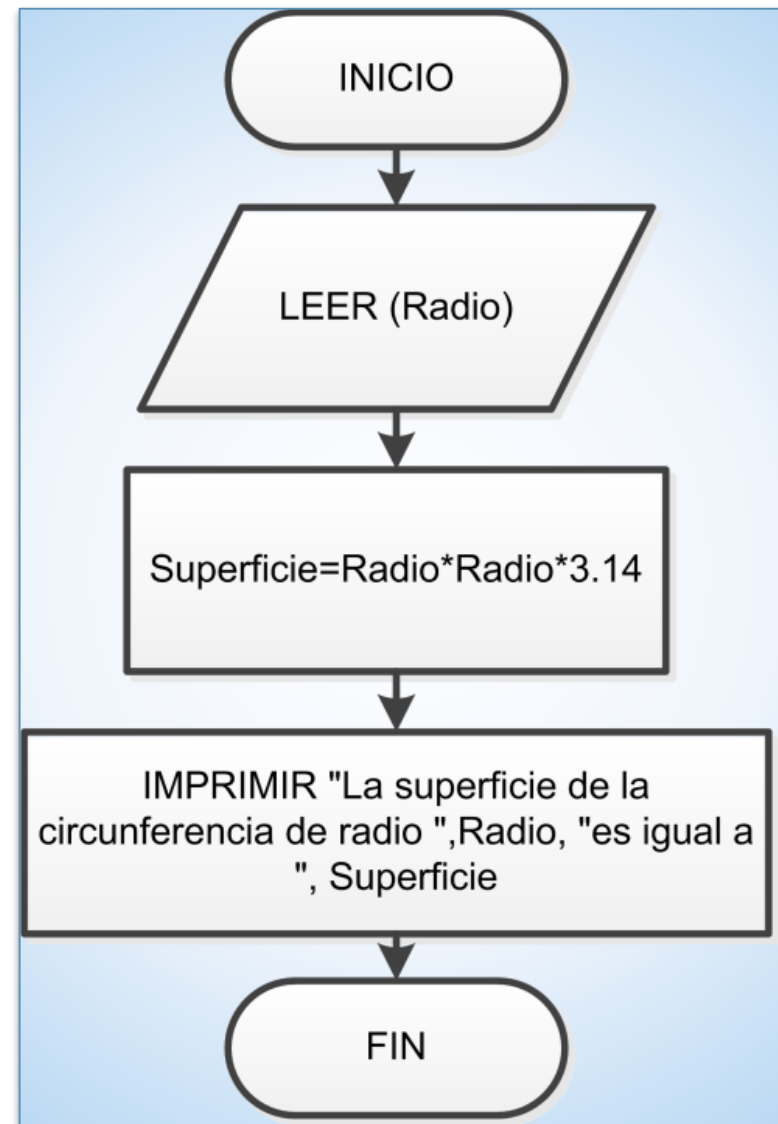 INICIO
LEER (Radio)
Superficie=Radio*Radio*3.14
IMPRIMIR "La superficie de la
circunferencia de radio ",Radio, "es igual a
", Superficie
FIN